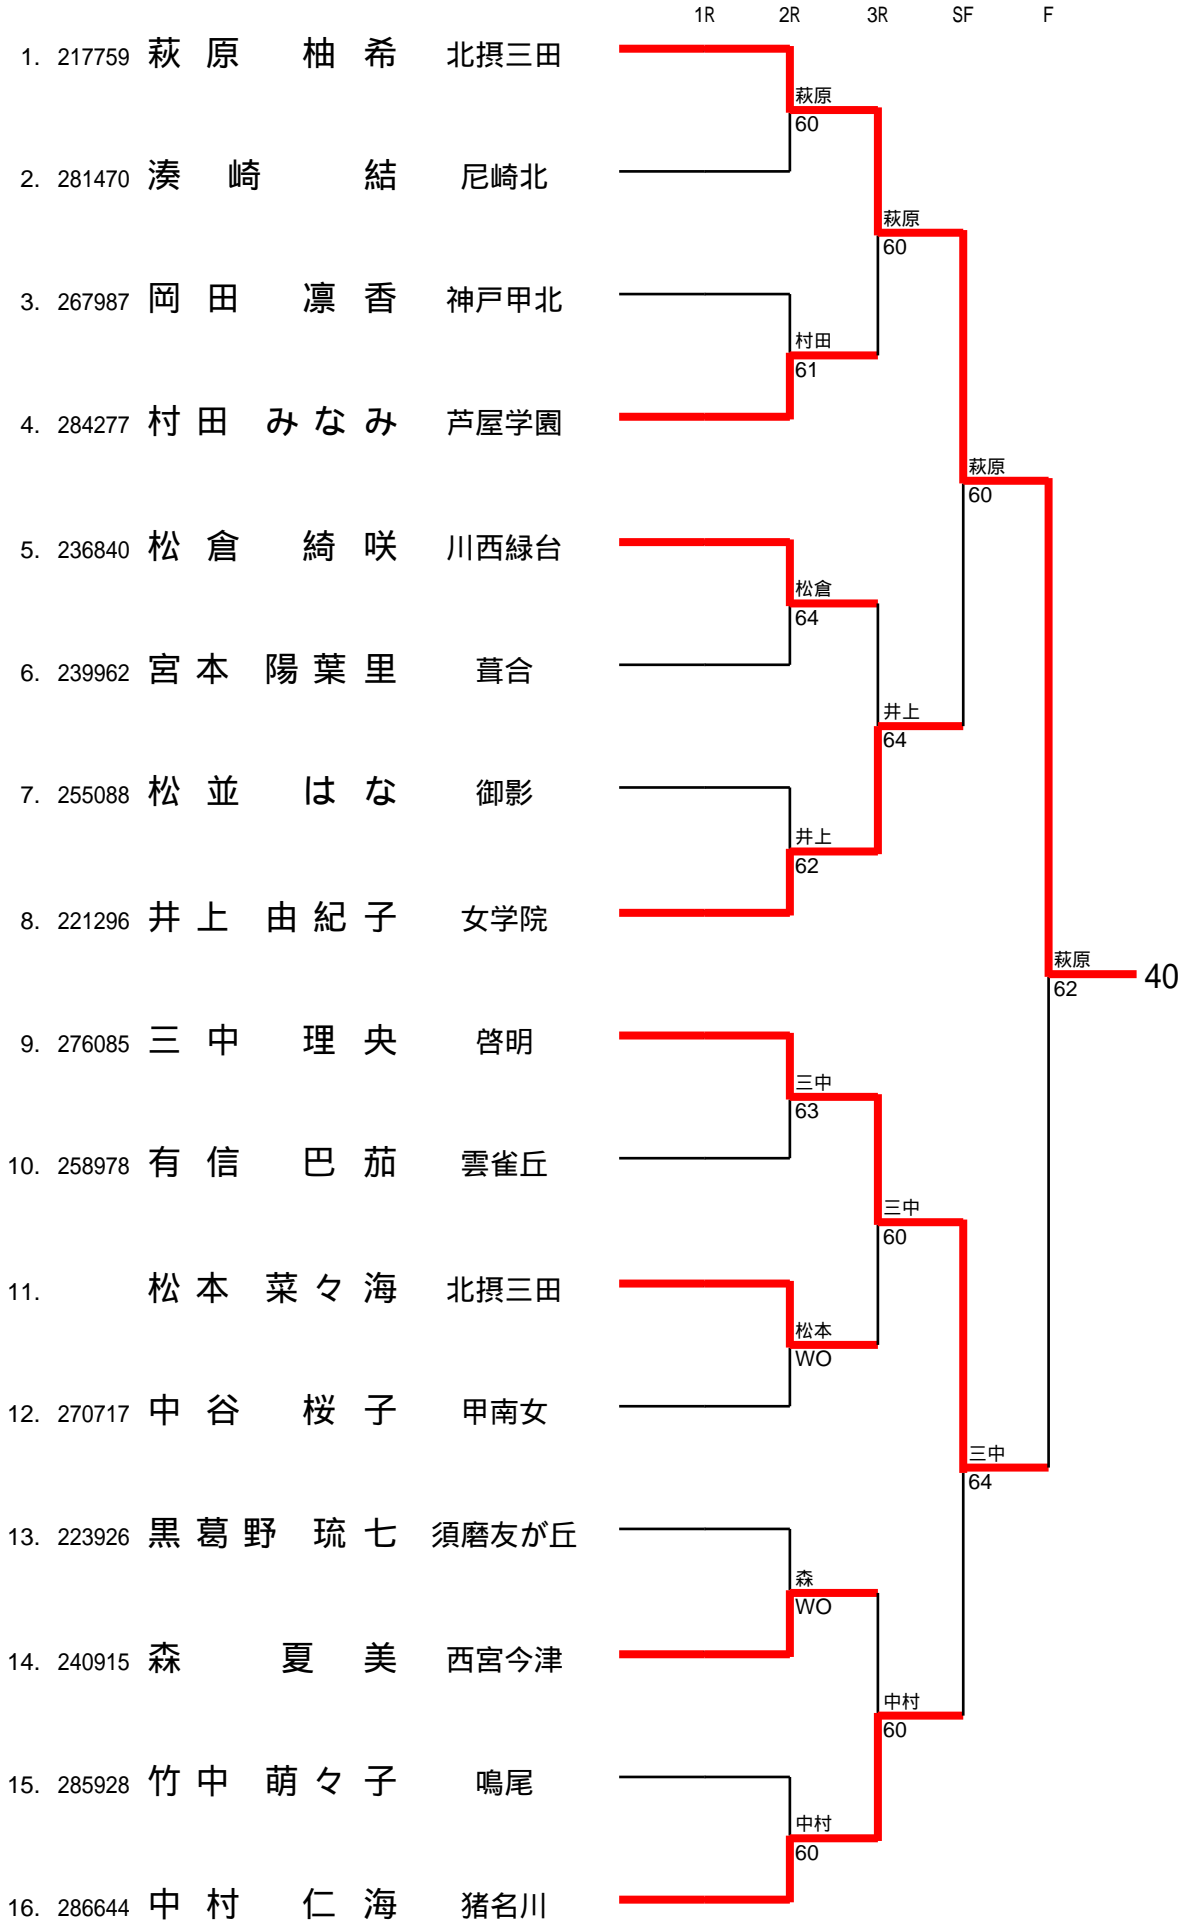 1R 2R 3R SF F
1. 217759 萩原 柚希 北摂三田
萩原
60
2. 281470 湊崎 結 尼崎北
萩原
60
3. 267987 岡田 凛香 神戸甲北
村田
61
4. 284277 村田 みなみ 芦屋学園
萩原
60
5. 236840 松倉 綺咲 川西緑台
松倉
64
6. 239962 宮本 陽葉里 葺合
井上
64
7. 255088 松並 はな 御影
井上
62
8. 221296 井上 由紀子 女学院
萩原
62
40
9. 276085 三中 理央 啓明
三中
63
10. 258978 有信 巴茄 雲雀丘
三中
60
11. 松本 菜々海 北摂三田
松本
WO
12. 270717 中谷 桜子 甲南女
三中
64
13. 223926 黒葛野 琉七 須磨友が丘
森
WO
14. 240915 森 夏美 西宮今津
中村
60
15. 285928 竹中 萌々子 鳴尾
中村
60
16. 286644 中村 仁海 猪名川